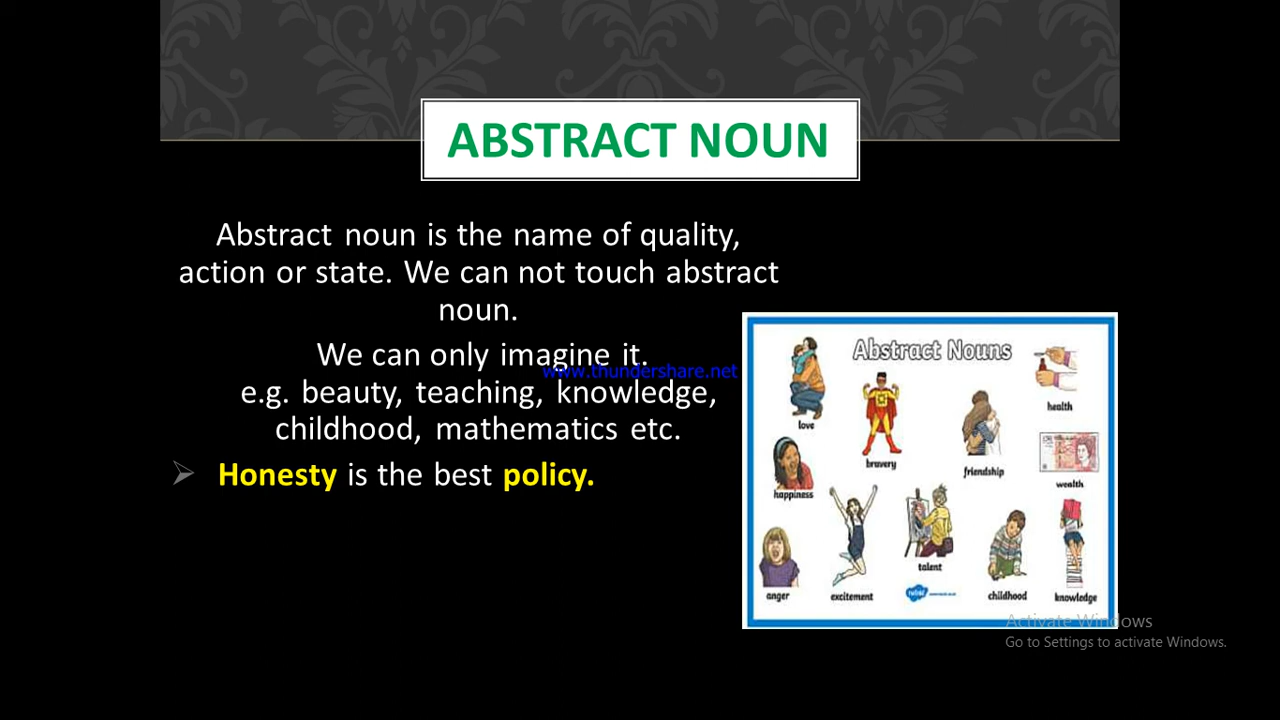 ABSTRACT NOUN
Abstract noun is the name of quality,
action or state. We can not touch abstract
noun.
We can only imagine it.
www.thundershare.net
e.g. beauty, teaching, knowledge,
childhood, mathematics etc.
Honesty is the best policy.
Abstract Nouns
love
bravery
friendship
health
happiness
wealth
anger
excitement
talent
childhood
knowledge
twinkl
Activate Windows
Go to Settings to activate Windows.